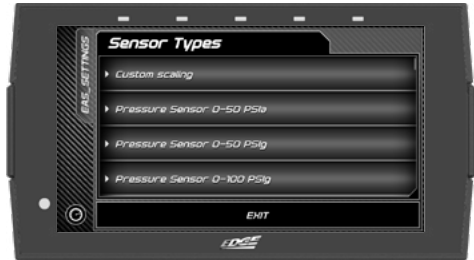 Sensor Types
EAS_SETTINGS
Custom scaling
Pressure Sensor 0-50 PSIa
Pressure Sensor 0-50 PSIg
Pressure Sensor 0-100 PSIg
EXIT
EDGE